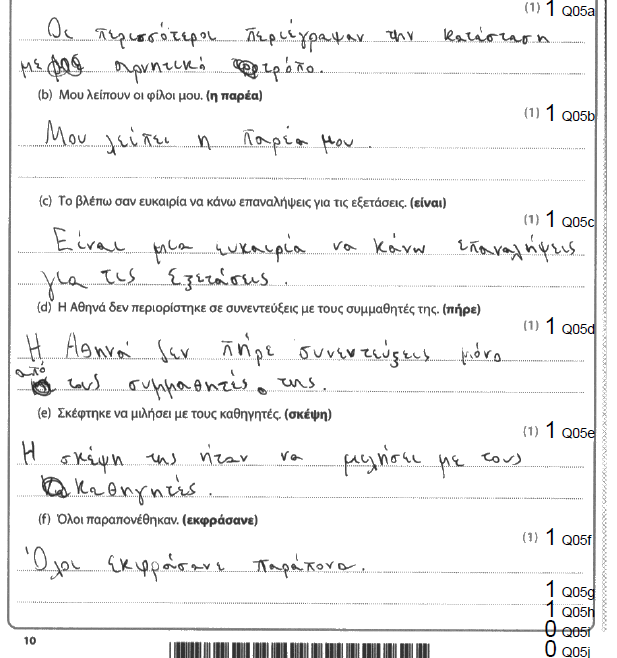 (1) 1 Q05a
Οι περισσότεροι περιέγραψαν την κατάσταση
με αρνητικό τρόπο.
(b) Μου λείπουν οι φίλοι μου. (η παρέα)
(1) 1 Q05b
Μου λείπει η παρέα μου.
(c) Το βλέπω σαν ευκαιρία να κάνω επαναλήψεις για τις εξετάσεις. (είναι)
(1) 1 Q05c
Είναι μια ευκαιρία να κάνω επαναλήψεις
για τις εξετάσεις.
(d) Η Αθηνά δεν περιορίστηκε σε συνεντεύξεις με τους συμμαθητές της. (πήρε)
(1) 1 Q05d
Η Αθηνά δεν πήρε συνεντεύξεις μόνο
από τους συμμαθητές της.
(e) Σκέφτηκε να μιλήσει με τους καθηγητές. (σκέψη)
(1) 1 Q05e
Η σκέψη της ήταν να μιλήσει με τους
καθηγητές.
(f) Όλοι παραπονέθηκαν. (εκφράσανε)
(1) 1 Q05f
Όλοι εκφράσανε παράπονα.
1 Q05g
1 Q05h
0 Q05i
0 Q05j
10